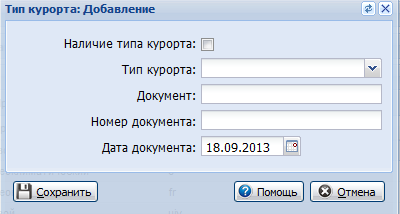 Тип курорта: Добавление
Наличие типа курорта:
Тип курорта:
Документ:
Номер документа:
Дата документа: 18.09.2013
Сохранить Помощь Отмена